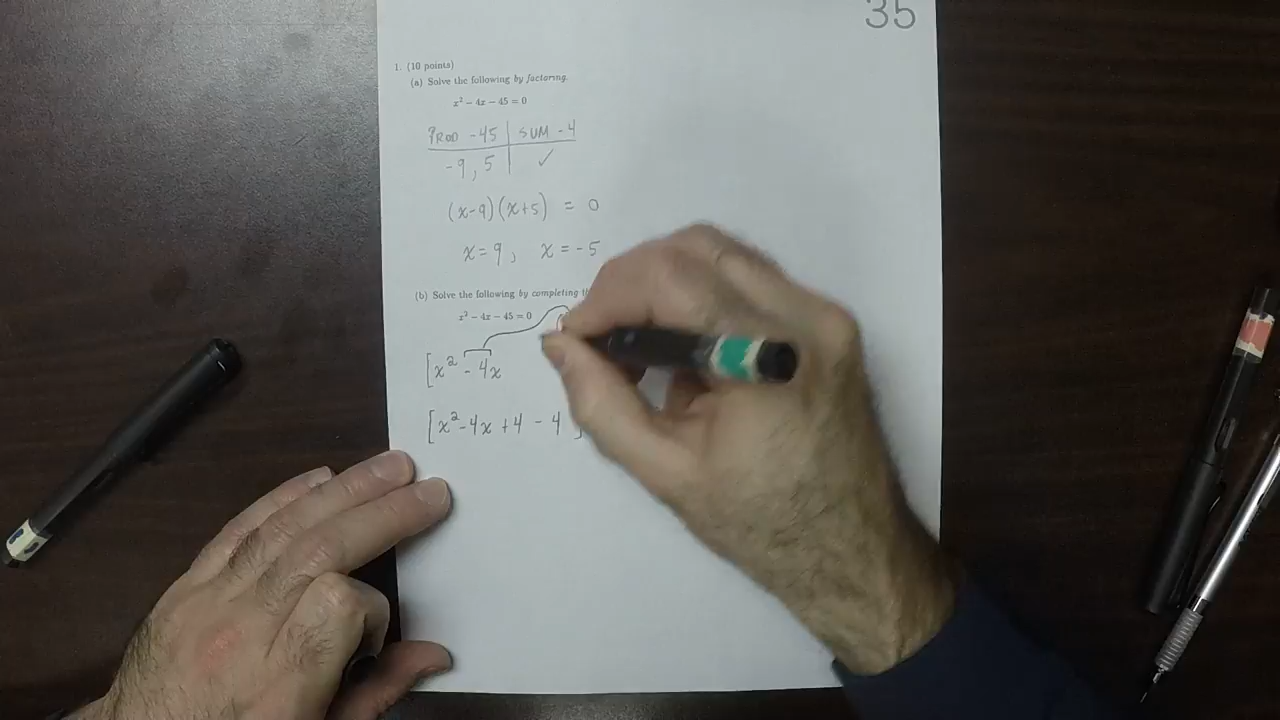 35
1. (10 points)
(a) Solve the following by factoring.
x² − 4x − 45 = 0
PROD -45 | SUM -4
-9, 5 | ✓
(x-9)(x+5) = 0
x=9, x=-5
(b) Solve the following by completing
x² − 4x − 45 = 0
[x² - 4x
[x²-4x +4 - 4 ]